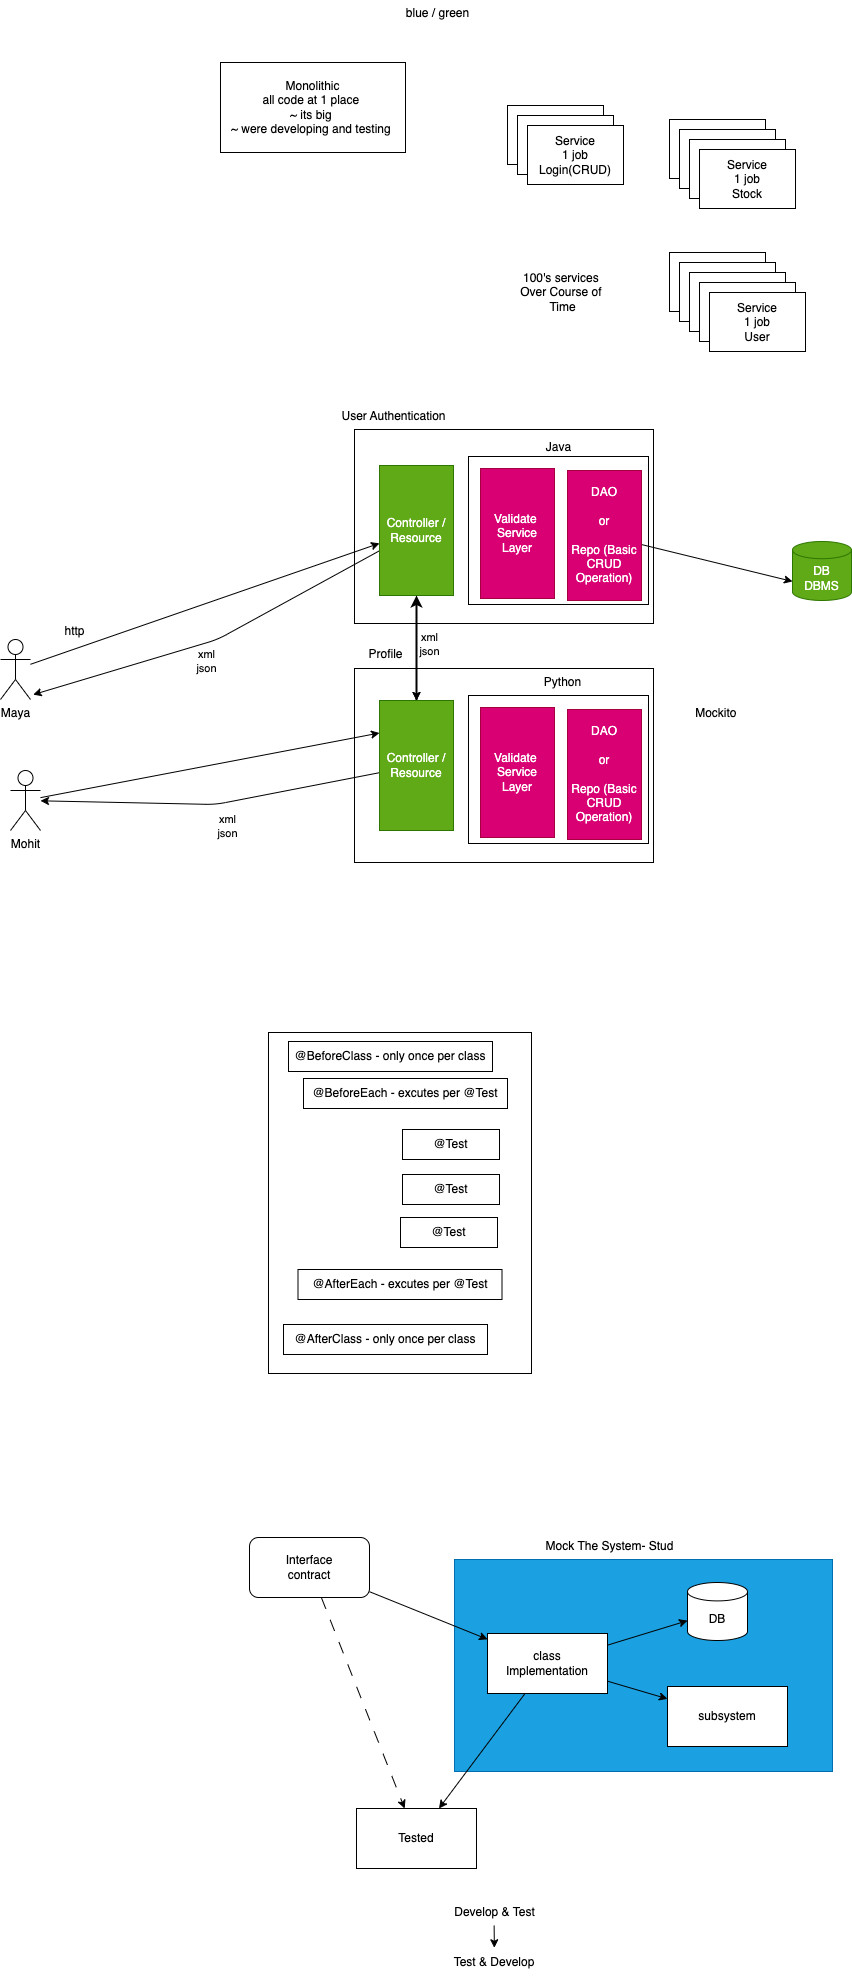 blue / green
Monolithic
all code at 1 place
~ its big
~ were developing and testing
Service
1 job
Login(CRUD)
Service
1 job
Stock
100's services
Over Course of
Time
Service
1 job
User
User Authentication
Java
Controller /
Resource
Validate
Service
Layer
DAO
or
Repo (Basic
CRUD
Operation)
DB
DBMS
http
xml
json
Maya
Profile
xml
json
Python
Controller /
Resource
Validate
Service
Layer
DAO
or
Repo (Basic
CRUD
Operation)
Mockito
xml
json
Mohit
@BeforeClass - only once per class
@BeforeEach - excutes per @Test
@Test
@Test
@Test
@AfterEach - excutes per @Test
@AfterClass - only once per class
Interface
contract
Mock The System- Stud
DB
class
Implementation
subsystem
Tested
Develop & Test
Test & Develop